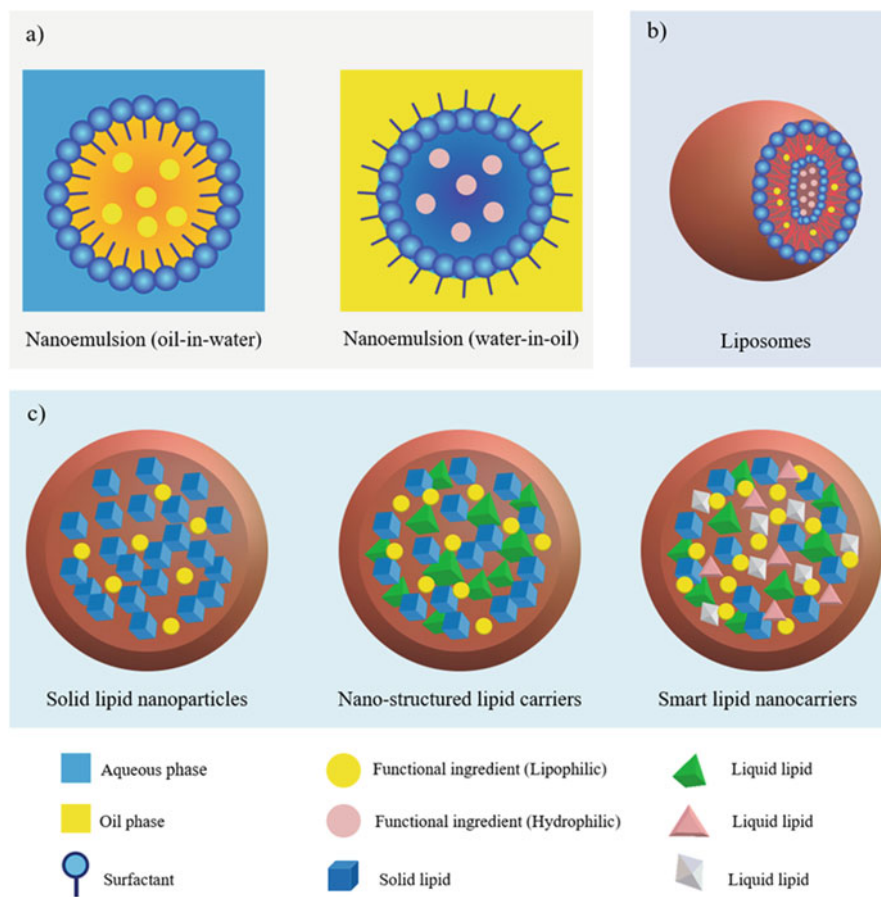 a)
Nanoemulsion (oil-in-water)
Nanoemulsion (water-in-oil)
b)
Liposomes
c)
Solid lipid nanoparticles
Nano-structured lipid carriers
Smart lipid nanocarriers
Aqueous phase
Functional ingredient (Lipophilic)
Liquid lipid
Oil phase
Functional ingredient (Hydrophilic)
Liquid lipid
Surfactant
Solid lipid
Liquid lipid